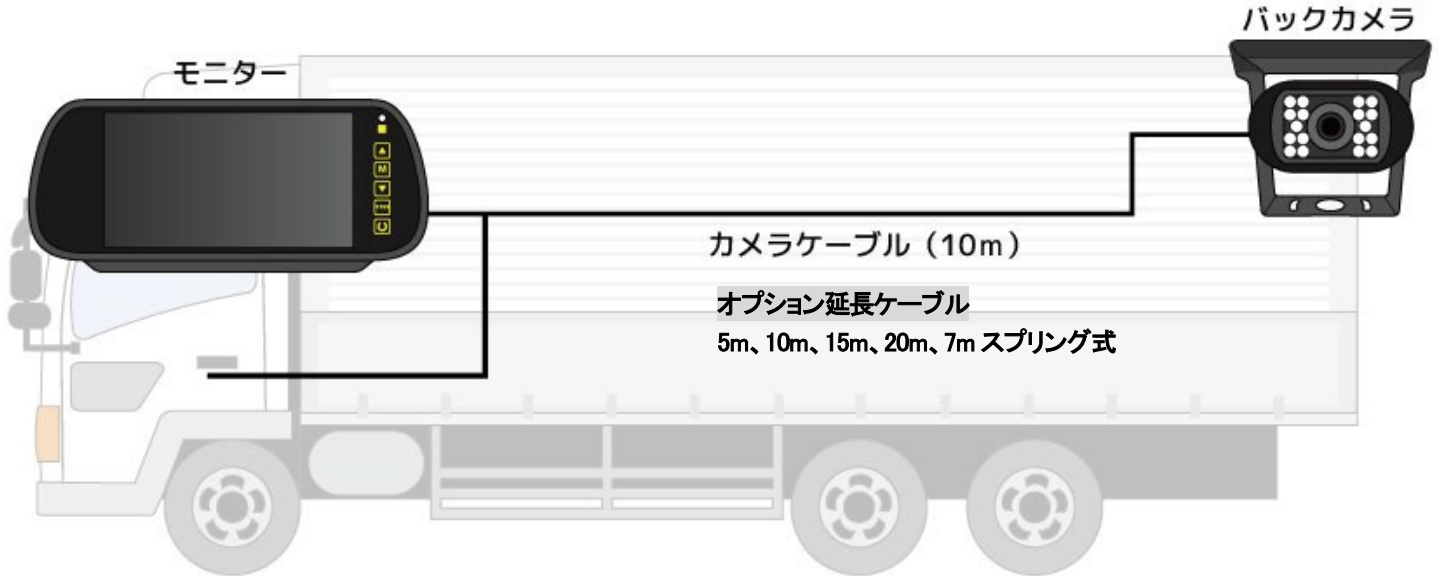 バックカメラ
モニター
M
カメラケーブル（10m）
オプション延長ケーブル
5m、10m、15m、20m、7m スプリング式